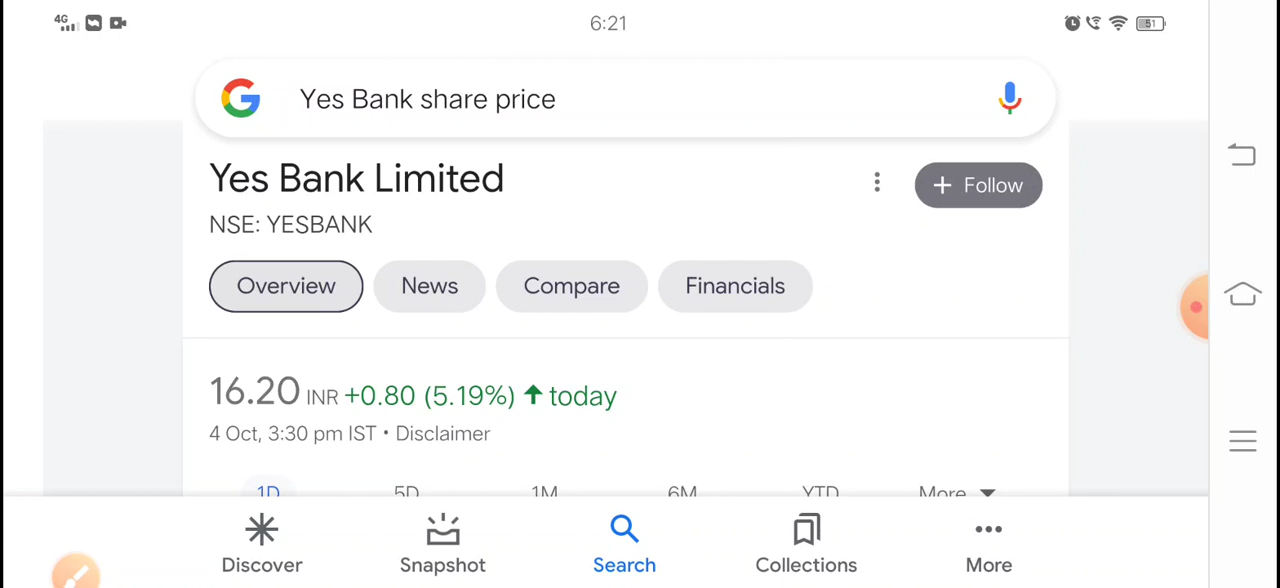 4G 6:21 51
Yes Bank share price
Yes Bank Limited
+ Follow
NSE: YESBANK
Overview News Compare Financials
16.20 INR +0.80 (5.19%) ↑ today
4 Oct, 3:30 pm IST • Disclaimer
1D 5D 1M 6M YTD More
Discover Snapshot Search Collections More